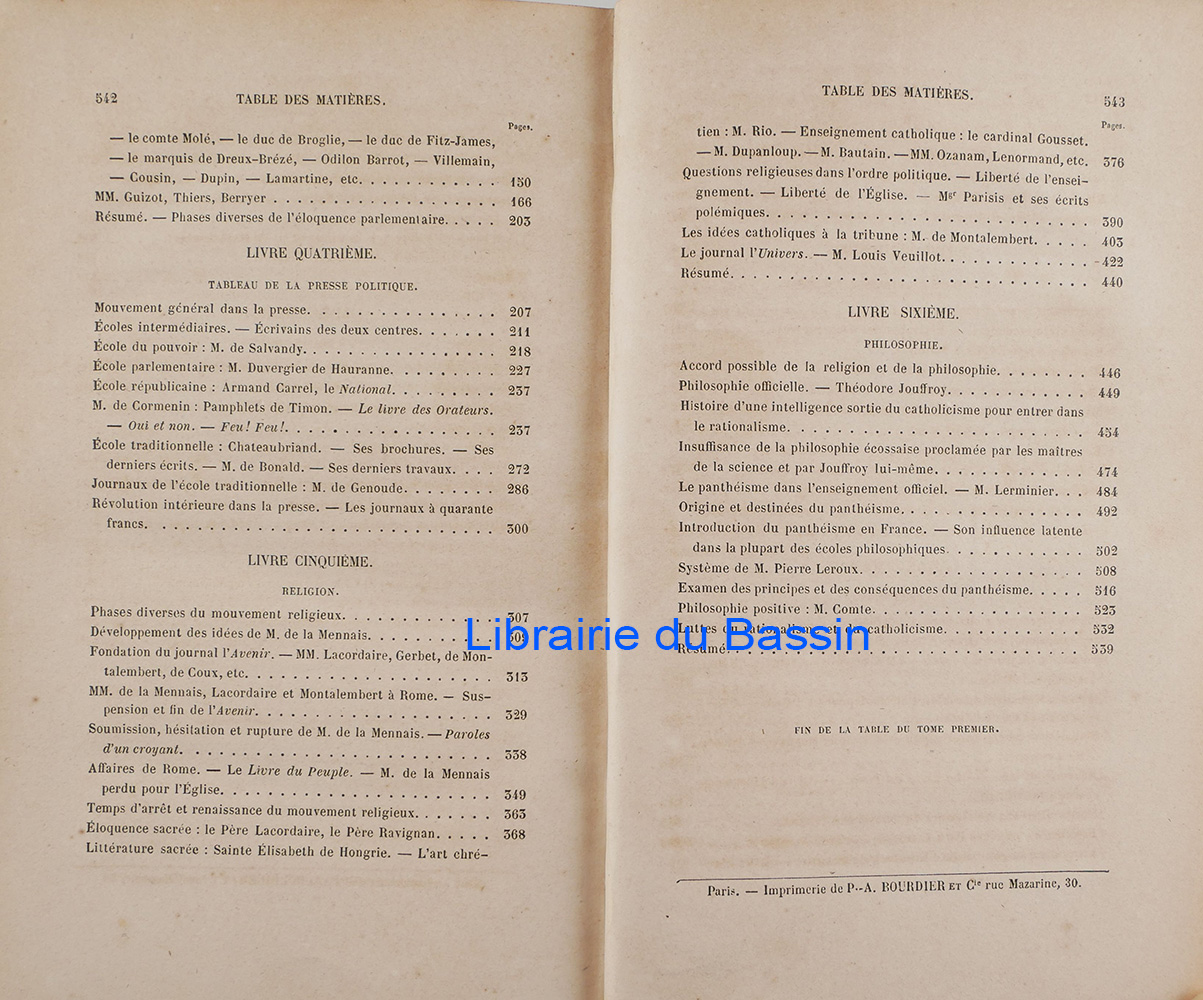 542
TABLE DES MATIÈRES.
Pages.
— le comte Molé, — le duc de Broglie, — le duc de Fitz-James,
— le marquis de Dreux-Brézé, — Odilon Barrot, — Villemain,
— Cousin, — Dupin, — Lamartine, etc. . . . . . . . . . . . 150
MM. Guizot, Thiers, Berryer . . . . . . . . . . . . . . . . . 166
Résumé. — Phases diverses de l'éloquence parlementaire. . . . . 203
LIVRE QUATRIÈME.
TABLEAU DE LA PRESSE POLITIQUE.
Mouvement général dans la presse. . . . . . . . . . . . . . . 207
Écoles intermédiaires. — Écrivains des deux centres. . . . . . . 211
École du pouvoir : M. de Salvandy. . . . . . . . . . . . . . . 218
École parlementaire : M. Duvergier de Hauranne. . . . . . . . . 227
École républicaine : Armand Carrel, le National. . . . . . . . . 237
M. de Cormenin : Pamphlets de Timon. — Le livre des Orateurs.
— Oui et non. — Feu! Feu!. . . . . . . . . . . . . . . . . . 257
École traditionnelle : Chateaubriand. — Ses brochures. — Ses
derniers écrits. — M. de Bonald. — Ses derniers travaux. . . . 272
Journaux de l'école traditionnelle : M. de Genoude. . . . . . . . 286
Révolution intérieure dans la presse. — Les journaux à quarante
francs. . . . . . . . . . . . . . . . . . . . . . . . . . . . 300
LIVRE CINQUIÈME.
RELIGION.
Phases diverses du mouvement religieux. . . . . . . . . . . . . 307
Développement des idées de M. de la Mennais. . . . . . . . . . 309
Fondation du journal l'Avenir. — MM. Lacordaire, Gerbet, de Mon-
talembert, de Coux, etc. . . . . . . . . . . . . . . . . . . . 313
MM. de la Mennais, Lacordaire et Montalembert à Rome. — Sus-
pension et fin de l'Avenir. . . . . . . . . . . . . . . . . . . 329
Soumission, hésitation et rupture de M. de la Mennais. — Paroles
d'un croyant. . . . . . . . . . . . . . . . . . . . . . . . . 338
Affaires de Rome. — Le Livre du Peuple. — M. de la Mennais
perdu pour l'Église. . . . . . . . . . . . . . . . . . . . . . 349
Temps d'arrêt et renaissance du mouvement religieux. . . . . . . 363
Éloquence sacrée : le Père Lacordaire, le Père Ravignan. . . . . 368
Littérature sacrée : Sainte Élisabeth de Hongrie. — L'art chré-
TABLE DES MATIÈRES.
543
Pages.
tien : M. Rio. — Enseignement catholique : le cardinal Gousset.
— M. Dupanloup. — M. Bautain. — MM. Ozanam, Lenormand, etc. 376
Questions religieuses dans l'ordre politique. — Liberté de l'ensei-
gnement. — Liberté de l'Église. — Mgr Parisis et ses écrits
polémiques. . . . . . . . . . . . . . . . . . . . . . . . . . 390
Les idées catholiques à la tribune : M. de Montalembert. . . . . 403
Le journal l'Univers. — M. Louis Veuillot. . . . . . . . . . . . 422
Résumé. . . . . . . . . . . . . . . . . . . . . . . . . . . . 440
LIVRE SIXIÈME.
PHILOSOPHIE.
Accord possible de la religion et de la philosophie. . . . . . . . 446
Philosophie officielle. — Théodore Jouffroy. . . . . . . . . . . . 449
Histoire d'une intelligence sortie du catholicisme pour entrer dans
le rationalisme. . . . . . . . . . . . . . . . . . . . . . . . 454
Insuffisance de la philosophie écossaise proclamée par les maîtres
de la science et par Jouffroy lui-même. . . . . . . . . . . . . 474
Le panthéisme dans l'enseignement officiel. — M. Lerminier. . . 484
Origine et destinées du panthéisme. . . . . . . . . . . . . . . 492
Introduction du panthéisme en France. — Son influence latente
dans la plupart des écoles philosophiques. . . . . . . . . . . . 502
Système de M. Pierre Leroux. . . . . . . . . . . . . . . . . . 508
Examen des principes et des conséquences du panthéisme. . . . . 516
Philosophie positive : M. Comte. . . . . . . . . . . . . . . . . 523
Luttes du rationalisme et du catholicisme. . . . . . . . . . . . 532
Résumé. . . . . . . . . . . . . . . . . . . . . . . . . . . . 539
FIN DE LA TABLE DU TOME PREMIER.
Paris. — Imprimerie de P.-A. BOURDIER ET Cie rue Mazarine, 30.
Librairie du Bassin